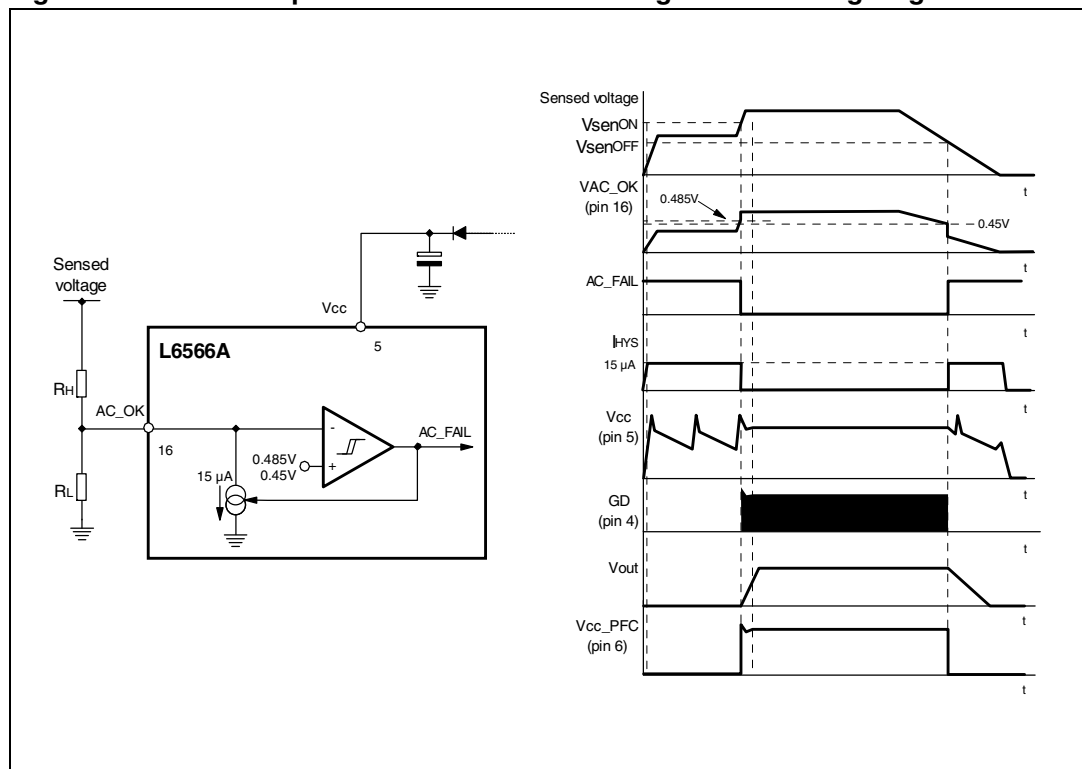 Sensed
voltage
RH
AC_OK
16
RL
L6566A
Vcc
5
15 µA
0.485V
0.45V
-
+
AC_FAIL
Sensed voltage
VsenON
VsenOFF
t
VAC_OK
(pin 16)
0.485V
0.45V
t
AC_FAIL
t
IHYS
15 µA
t
Vcc
(pin 5)
t
GD
(pin 4)
t
Vout
t
Vcc_PFC
(pin 6)
t